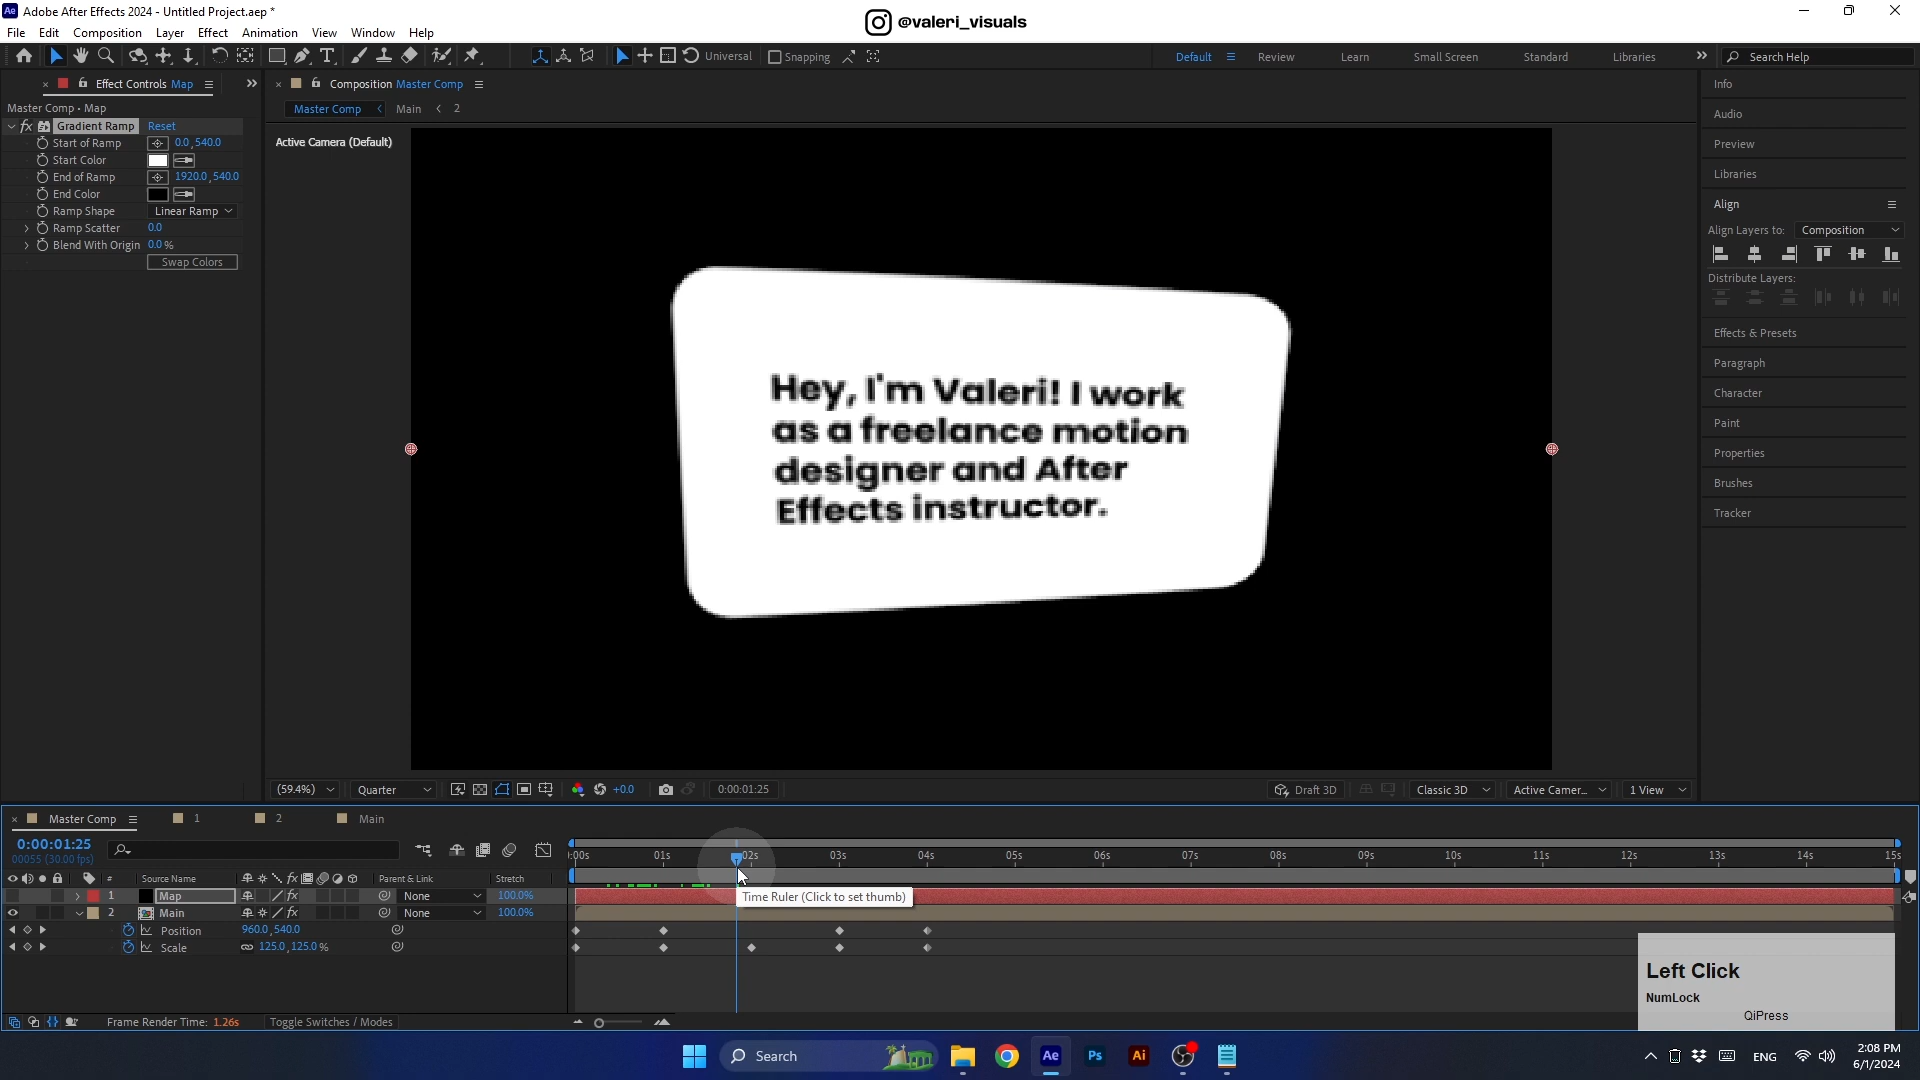 Adobe After Effects 2024 - Untitled Project.aep *
@valeri_visuals
File Edit Composition Layer Effect Animation View Window Help
Universal Snapping Default Review Learn Small Screen Standard Libraries Search Help
Effect Controls Map
Master Comp • Map
fx Gradient Ramp Reset
Start of Ramp 0.0,540.0
Start Color
End of Ramp 1920.0,540.0
End Color
Ramp Shape Linear Ramp
Ramp Scatter 0.0
Blend With Origin 0.0 %
Swap Colors
Composition Master Comp
Master Comp Main 2
Active Camera (Default)
Hey, I'm Valeri! I work
as a freelance motion
designer and After
Effects instructor.
(59.4%) Quarter +0.0 0:00:01:25 Draft 3D Classic 3D Active Camer... 1 View
Info
Audio
Preview
Libraries
Align
Align Layers to: Composition
Distribute Layers:
Effects & Presets
Paragraph
Character
Paint
Properties
Brushes
Tracker
Master Comp 1 2 Main
0:00:01:25
00055 (30.00 fps)
:00s 01s 02s 03s 04s 05s 06s 07s 08s 09s 10s 11s 12s 13s 14s 15s
# Source Name fx Parent & Link Stretch
1 Map fx None 100.0%
2 Main fx None 100.0%
Position 960.0,540.0
Scale 125.0,125.0 %
Time Ruler (Click to set thumb)
Frame Render Time: 1.26s Toggle Switches / Modes
Left Click
NumLock
QiPress
Search
Ae Ps Ai
ENG
2:08 PM
6/1/2024